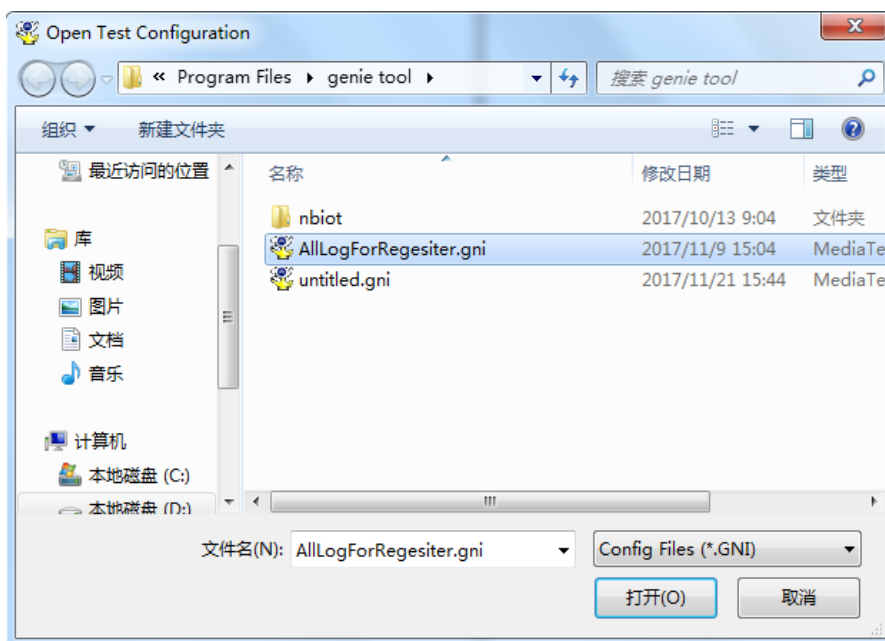 Open Test Configuration
« Program Files genie tool
搜索 genie tool
组织 新建文件夹
最近访问的位置
库
视频
图片
文档
音乐
计算机
本地磁盘 (C:)
本地磁盘 (D:)
名称 修改日期 类型
nbiot 2017/10/13 9:04 文件夹
AllLogForRegesiter.gni 2017/11/9 15:04 MediaTe
untitled.gni 2017/11/21 15:44 MediaTe
文件名(N): AllLogForRegesiter.gni Config Files (*.GNI)
打开(O) 取消